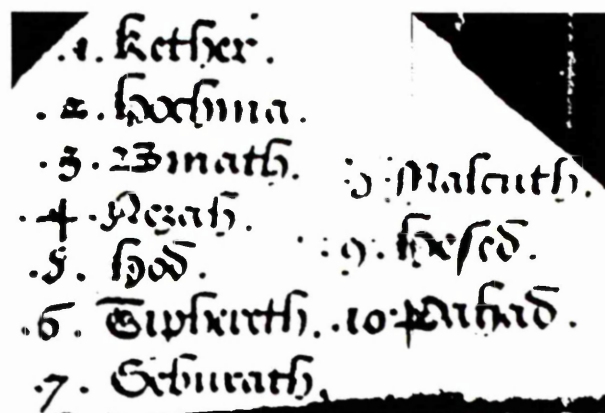 .1. Kether.
.2. Hochma.
.3. Binath.
.4. Nezah.
.5. Hod.
.6. Tiphereth.
.7. Geburath.
Malcuth.
.9. Hesed.
.10. Pahad.